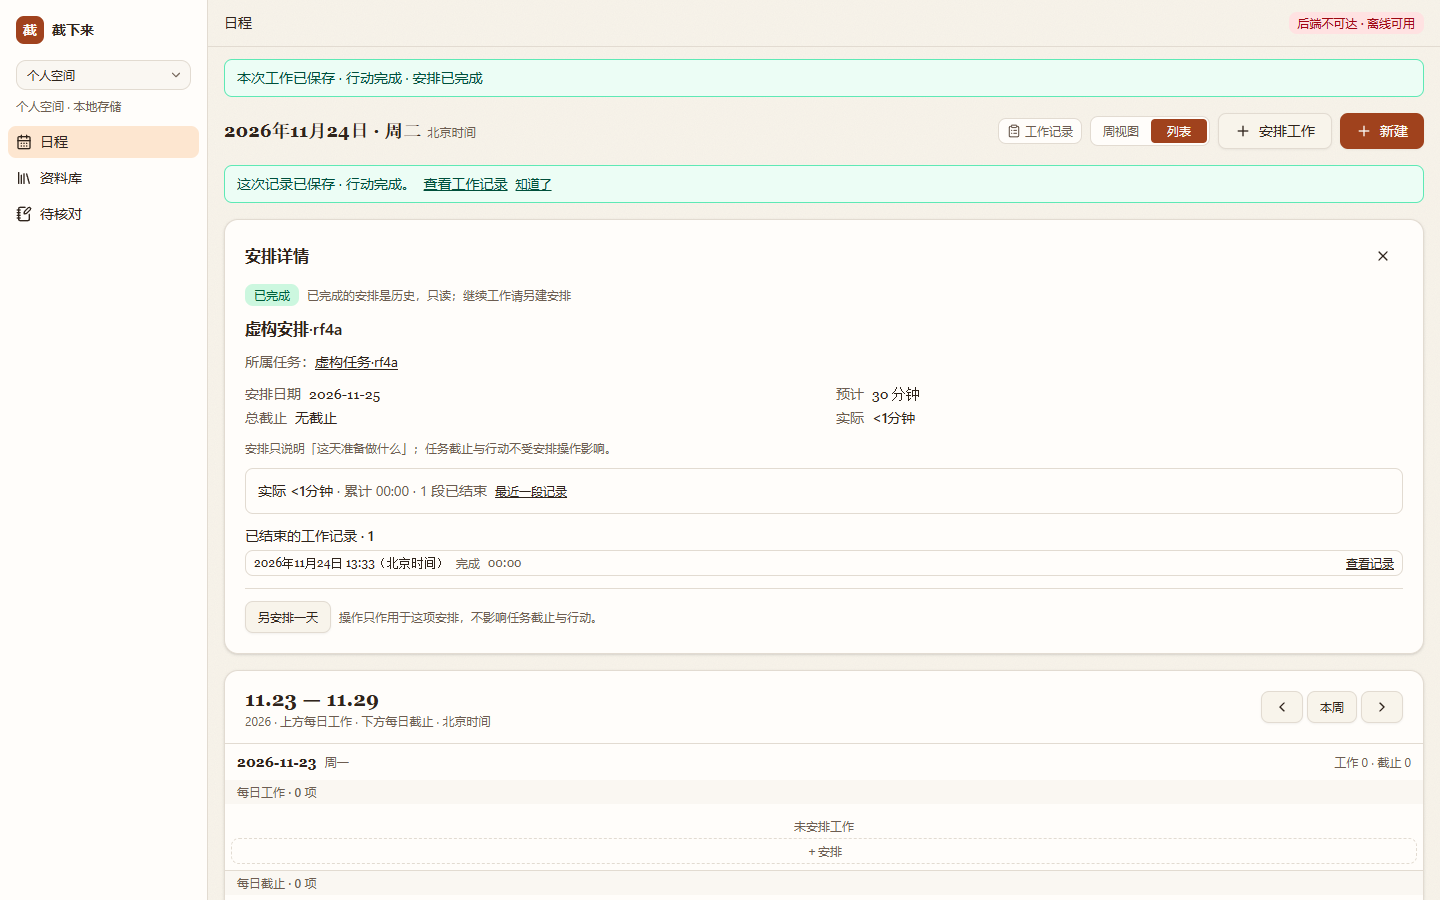 截 截下来
个人空间
个人空间 · 本地存储
日程
资料库
待核对
日程
后端不可达 · 离线可用
本次工作已保存 · 行动完成 · 安排已完成
2026年11月24日 · 周二 北京时间
工作记录
周视图 列表
+ 安排工作
+ 新建
这次记录已保存 · 行动完成。 查看工作记录 知道了
安排详情
已完成 已完成的安排是历史，只读；继续工作请另建安排
虚构安排·rf4a
所属任务： 虚构任务·rf4a
安排日期 2026-11-25 预计 30 分钟
总截止 无截止 实际 <1分钟
安排只说明「这天准备做什么」；任务截止与行动不受安排操作影响。
实际 <1分钟 · 累计 00:00 · 1 段已结束 最近一段记录
已结束的工作记录 · 1
2026年11月24日 13:33（北京时间） 完成 00:00 查看记录
另安排一天 操作只作用于这项安排，不影响任务截止与行动。
11.23 — 11.29
2026 · 上方每日工作 · 下方每日截止 · 北京时间
本周
2026-11-23 周一 工作 0 · 截止 0
每日工作 · 0 项
未安排工作
+ 安排
每日截止 · 0 项